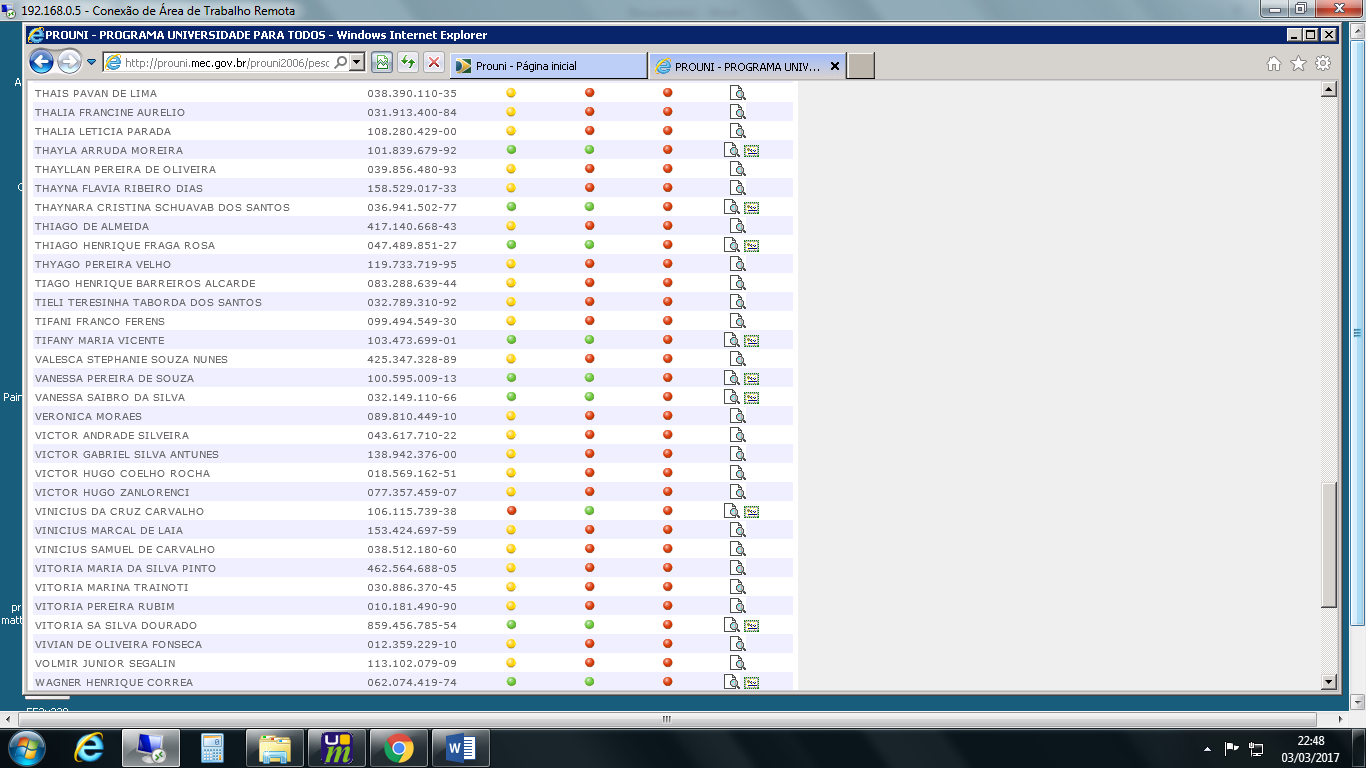 192.168.0.5 - Conexão de Área de Trabalho Remota
PROUNI - PROGRAMA UNIVERSIDADE PARA TODOS - Windows Internet Explorer
http://prouni.mec.gov.br/prouni2006/pesc
Prouni - Página inicial
PROUNI - PROGRAMA UNIV...
THAIS PAVAN DE LIMA 038.390.110-35
THALIA FRANCINE AURELIO 031.913.400-84
THALIA LETICIA PARADA 108.280.429-00
THAYLA ARRUDA MOREIRA 101.839.679-92
THAYLLAN PEREIRA DE OLIVEIRA 039.856.480-93
THAYNA FLAVIA RIBEIRO DIAS 158.529.017-33
THAYNARA CRISTINA SCHUAVAB DOS SANTOS 036.941.502-77
THIAGO DE ALMEIDA 417.140.668-43
THIAGO HENRIQUE FRAGA ROSA 047.489.851-27
THYAGO PEREIRA VELHO 119.733.719-95
TIAGO HENRIQUE BARREIROS ALCARDE 083.288.639-44
TIELI TERESINHA TABORDA DOS SANTOS 032.789.310-92
TIFANI FRANCO FERENS 099.494.549-30
TIFANY MARIA VICENTE 103.473.699-01
VALESCA STEPHANIE SOUZA NUNES 425.347.328-89
VANESSA PEREIRA DE SOUZA 100.595.009-13
VANESSA SAIBRO DA SILVA 032.149.110-66
VERONICA MORAES 089.810.449-10
VICTOR ANDRADE SILVEIRA 043.617.710-22
VICTOR GABRIEL SILVA ANTUNES 138.942.376-00
VICTOR HUGO COELHO ROCHA 018.569.162-51
VICTOR HUGO ZANLORENCI 077.357.459-07
VINICIUS DA CRUZ CARVALHO 106.115.739-38
VINICIUS MARCAL DE LAIA 153.424.697-59
VINICIUS SAMUEL DE CARVALHO 038.512.180-60
VITORIA MARIA DA SILVA PINTO 462.564.688-05
VITORIA MARINA TRAINOTI 030.886.370-45
VITORIA PEREIRA RUBIM 010.181.490-90
VITORIA SA SILVA DOURADO 859.456.785-54
VIVIAN DE OLIVEIRA FONSECA 012.359.229-10
VOLMIR JUNIOR SEGALIN 113.102.079-09
WAGNER HENRIQUE CORREA 062.074.419-74
Pain
pr
matt
22:48
03/03/2017